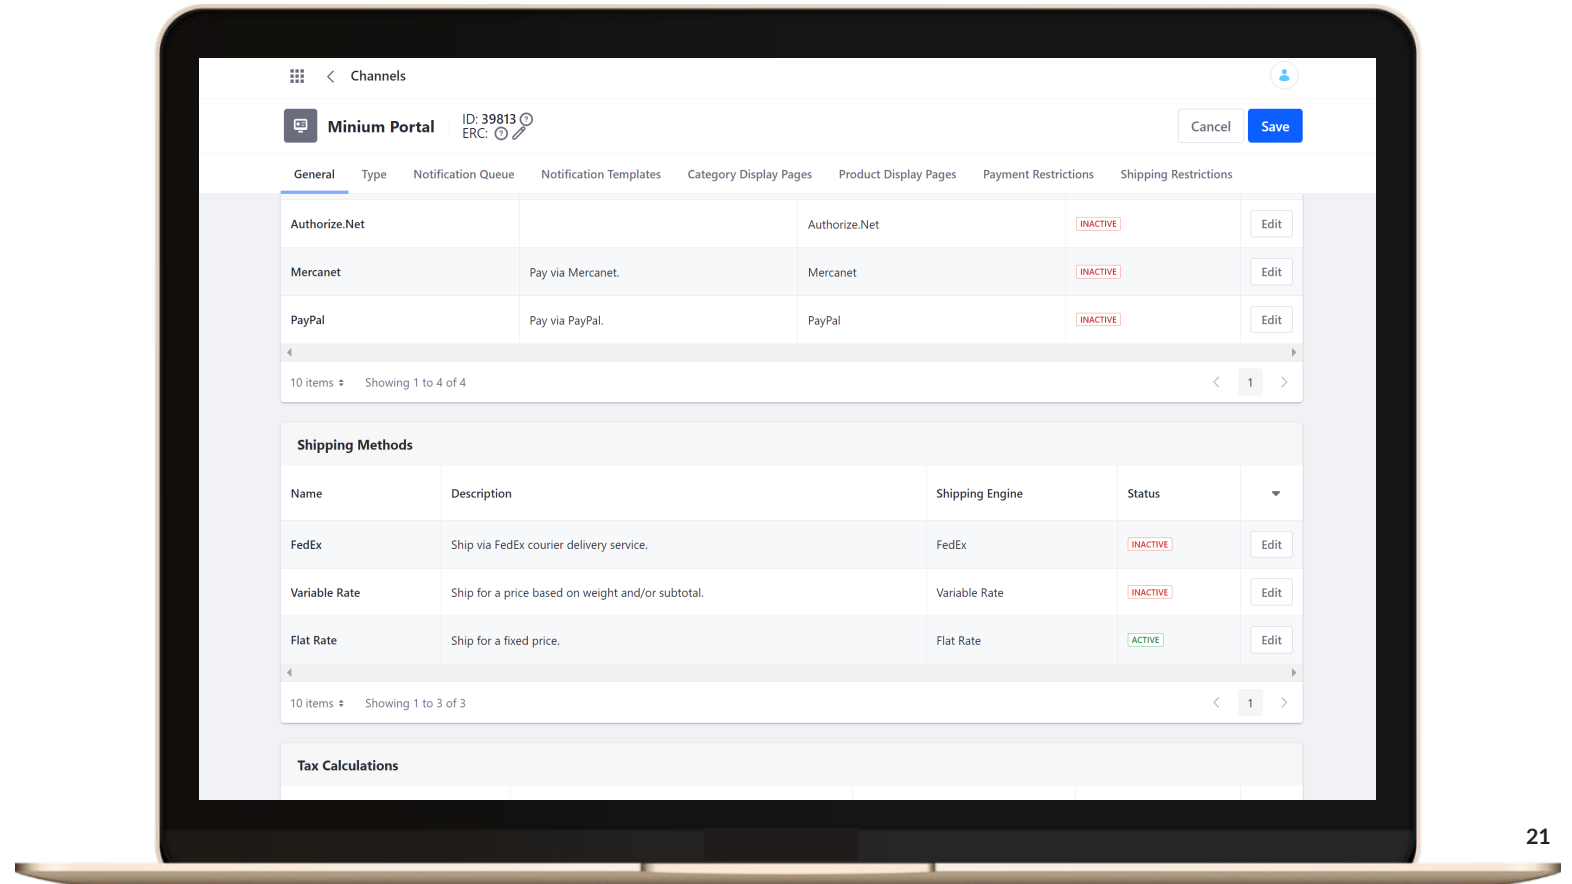 Channels
Minium Portal
ID: 39813
ERC:
Cancel
Save
General Type Notification Queue Notification Templates Category Display Pages Product Display Pages Payment Restrictions Shipping Restrictions
Authorize.Net Authorize.Net INACTIVE Edit
Mercanet Pay via Mercanet. Mercanet INACTIVE Edit
PayPal Pay via PayPal. PayPal INACTIVE Edit
10 items Showing 1 to 4 of 4 1
Shipping Methods
Name Description Shipping Engine Status
FedEx Ship via FedEx courier delivery service. FedEx INACTIVE Edit
Variable Rate Ship for a price based on weight and/or subtotal. Variable Rate INACTIVE Edit
Flat Rate Ship for a fixed price. Flat Rate ACTIVE Edit
10 items Showing 1 to 3 of 3 1
Tax Calculations
21